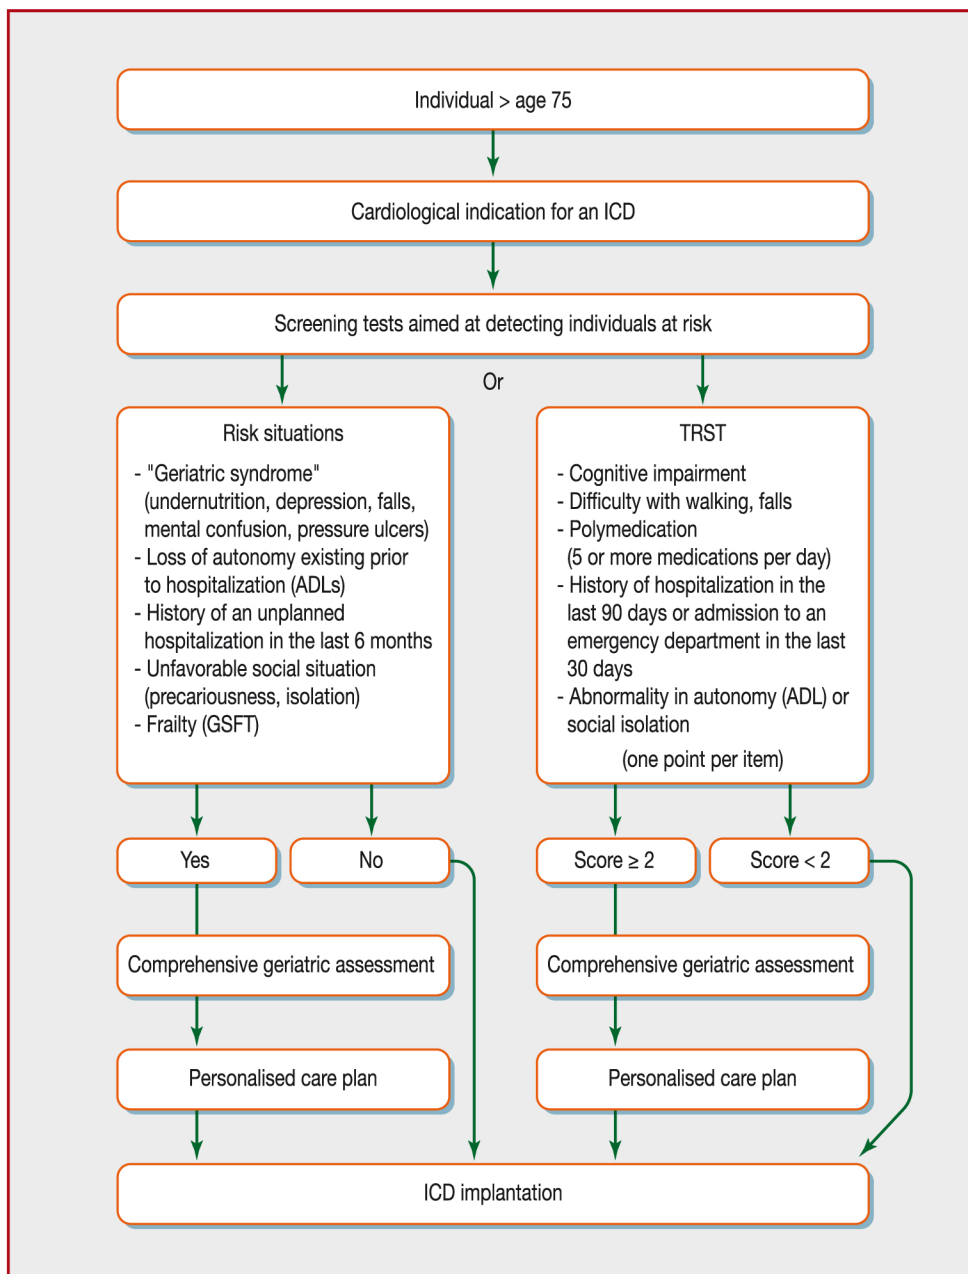 Individual > age 75
Cardiological indication for an ICD
Screening tests aimed at detecting individuals at risk
Or
Risk situations
- "Geriatric syndrome"
(undernutrition, depression, falls,
mental confusion, pressure ulcers)
- Loss of autonomy existing prior
to hospitalization (ADLs)
- History of an unplanned
hospitalization in the last 6 months
- Unfavorable social situation
(precariousness, isolation)
- Frailty (GSFT)
TRST
- Cognitive impairment
- Difficulty with walking, falls
- Polymedication
(5 or more medications per day)
- History of hospitalization in the
last 90 days or admission to an
emergency department in the last
30 days
- Abnormality in autonomy (ADL) or
social isolation
(one point per item)
Yes
No
Score ≥ 2
Score < 2
Comprehensive geriatric assessment
Comprehensive geriatric assessment
Personalised care plan
Personalised care plan
ICD implantation